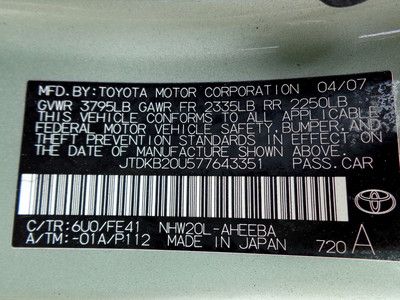 MFD.BY:TOYOTA MOTOR CORPORATION 04/07
GVWR 3795LB GAWR FR 2335LB RR 2250LB
THIS VEHICLE CONFORMS TO ALL APPLICABLE
FEDERAL MOTOR VEHICLE SAFETY, BUMPER, AND
THEFT PREVENTION STANDARDS IN EFFECT ON
THE DATE OF MANUFACTURE SHOWN ABOVE.
JTDKB20U577643351 PASS.CAR
C/TR:6U0/FE41 NHW20L-AHEEBA
A/TM:-01A/P112 MADE IN JAPAN 720 A
TOYOTA